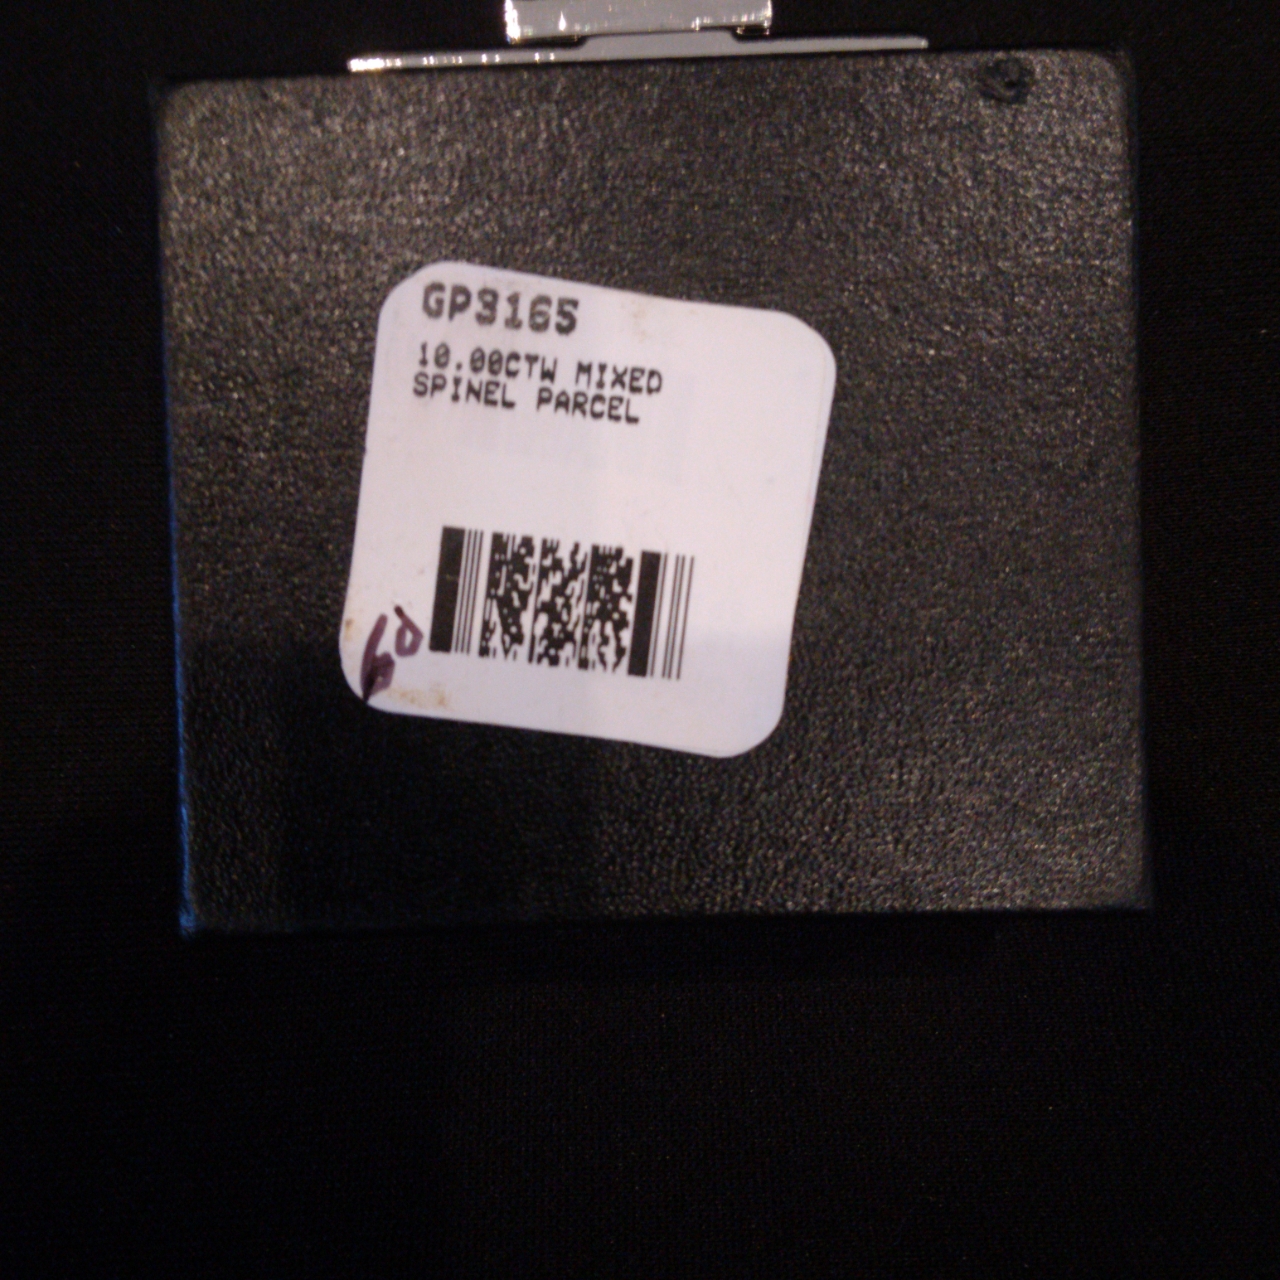 GP3165
10.00CTW MIXED
SPINEL PARCEL
60